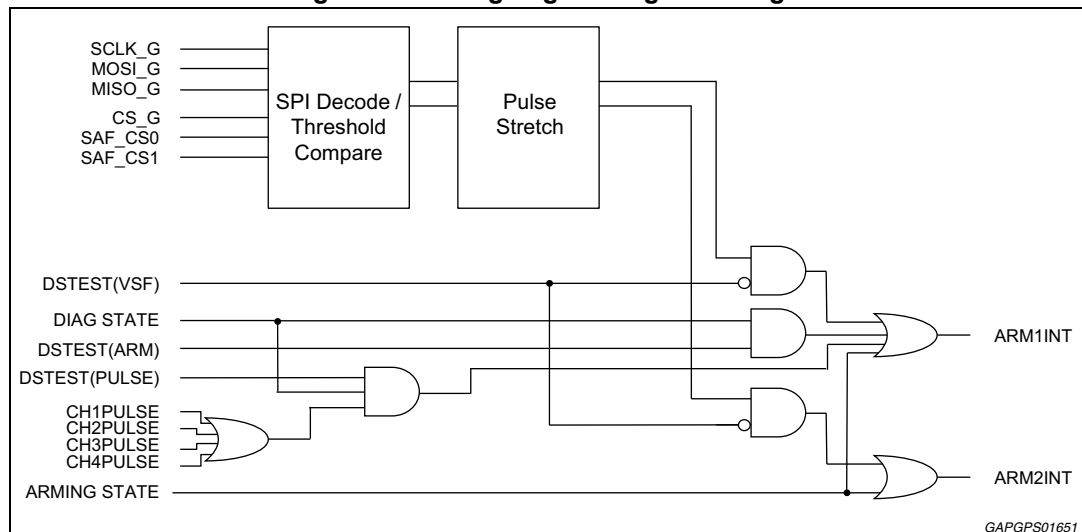 SCLK_G
MOSI_G
MISO_G
CS_G
SAF_CS0
SAF_CS1
SPI Decode /
Threshold
Compare
Pulse
Stretch
DSTEST(VSF)
DIAG STATE
DSTEST(ARM)
DSTEST(PULSE)
CH1PULSE
CH2PULSE
CH3PULSE
CH4PULSE
ARMING STATE
ARM1INT
ARM2INT
GAPGPS01651